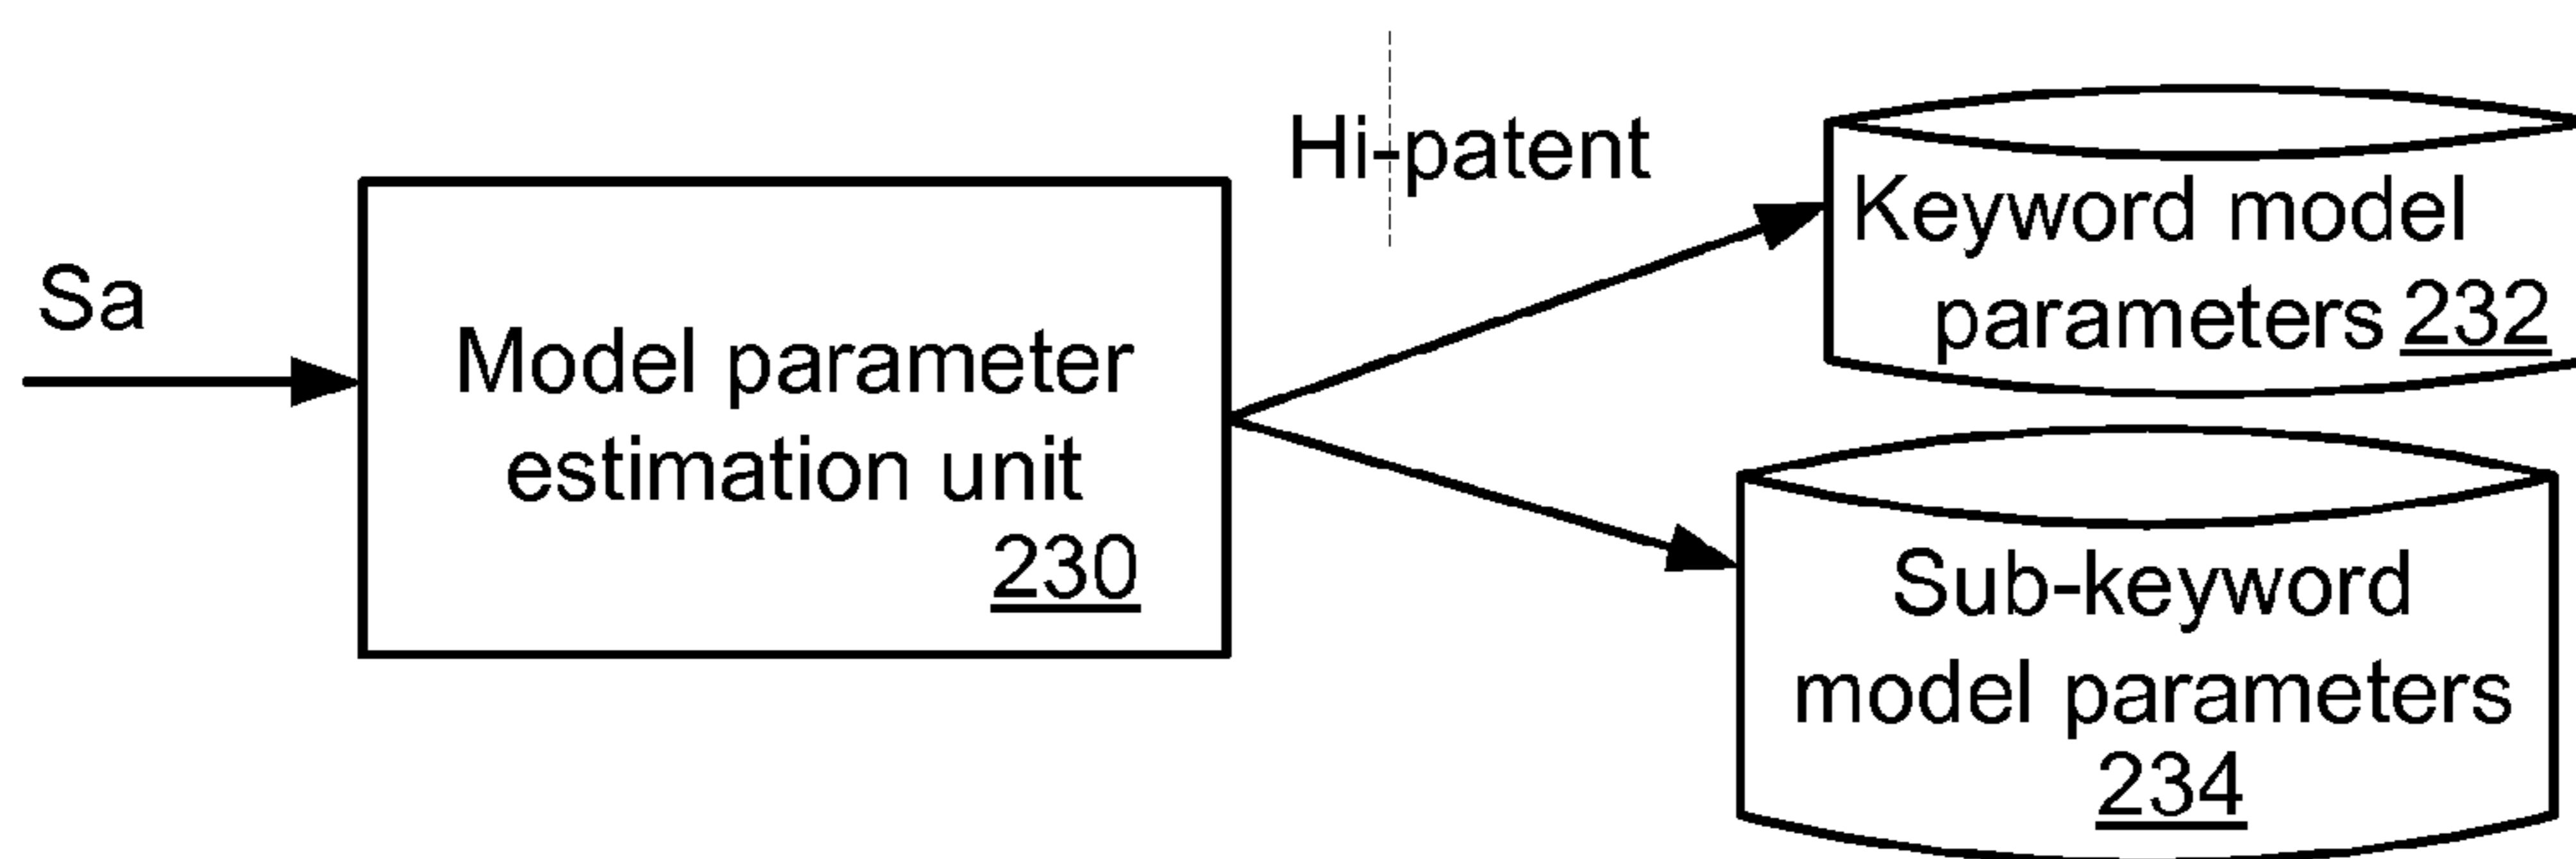 Hi-patent
Sa
Model parameter
estimation unit
230
Keyword model
parameters 232
Sub-keyword
model parameters
234